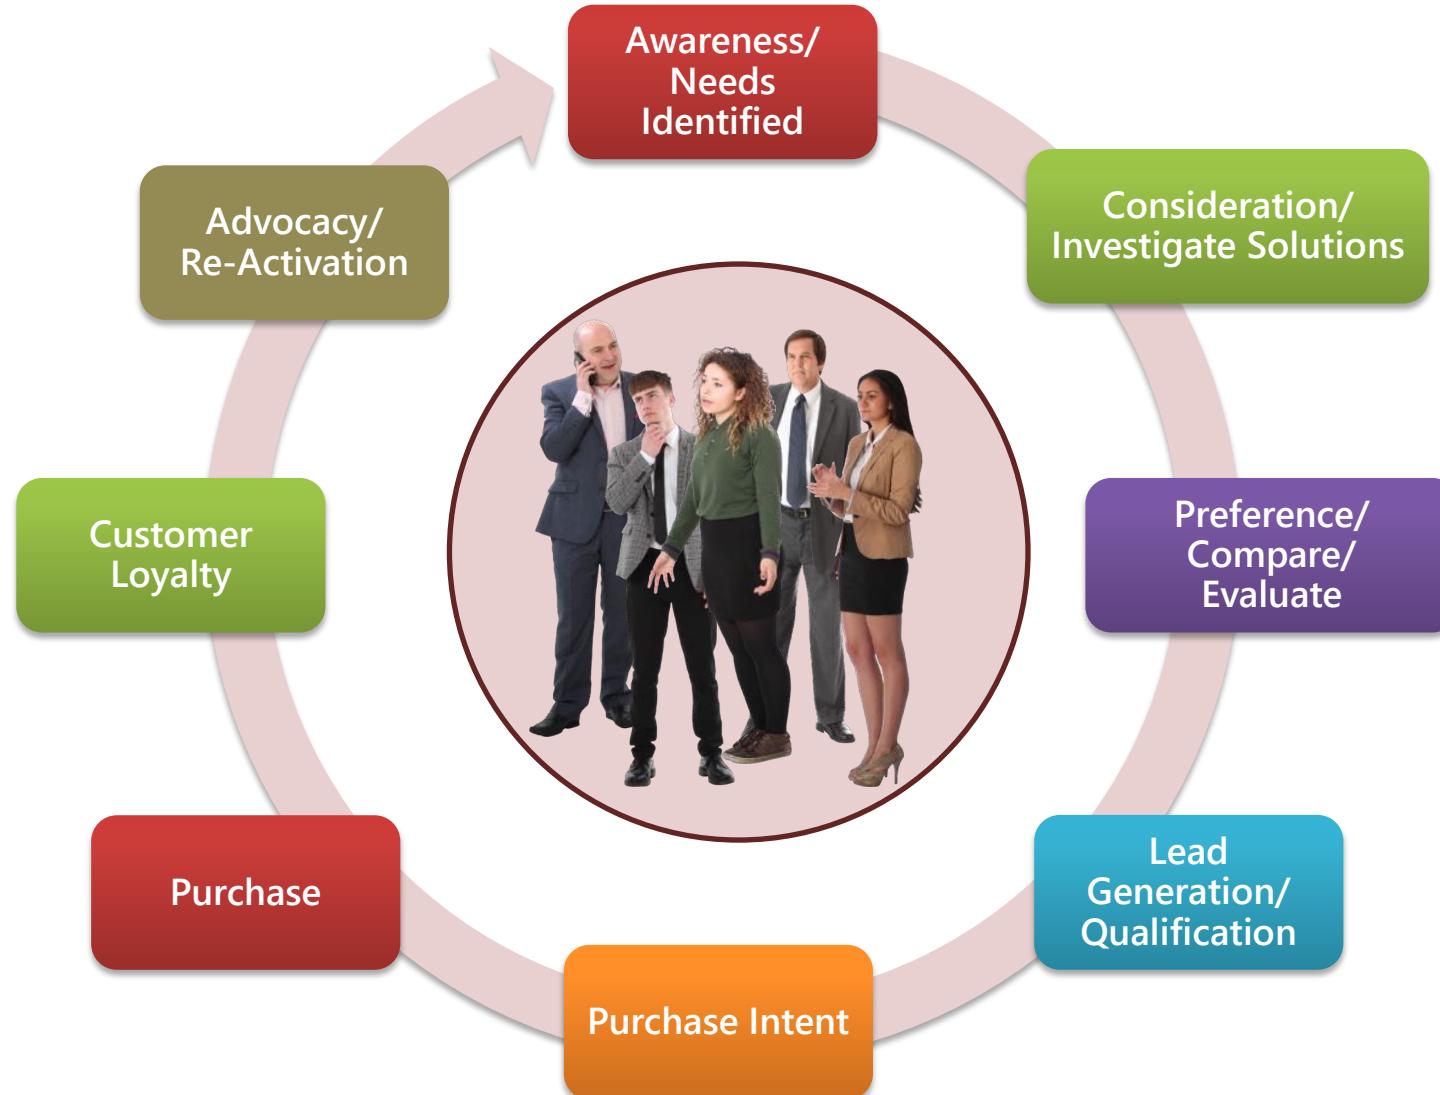 Awareness/
Needs
Identified
Consideration/
Investigate Solutions
Preference/
Compare/
Evaluate
Lead
Generation/
Qualification
Purchase Intent
Purchase
Customer
Loyalty
Advocacy/
Re-Activation